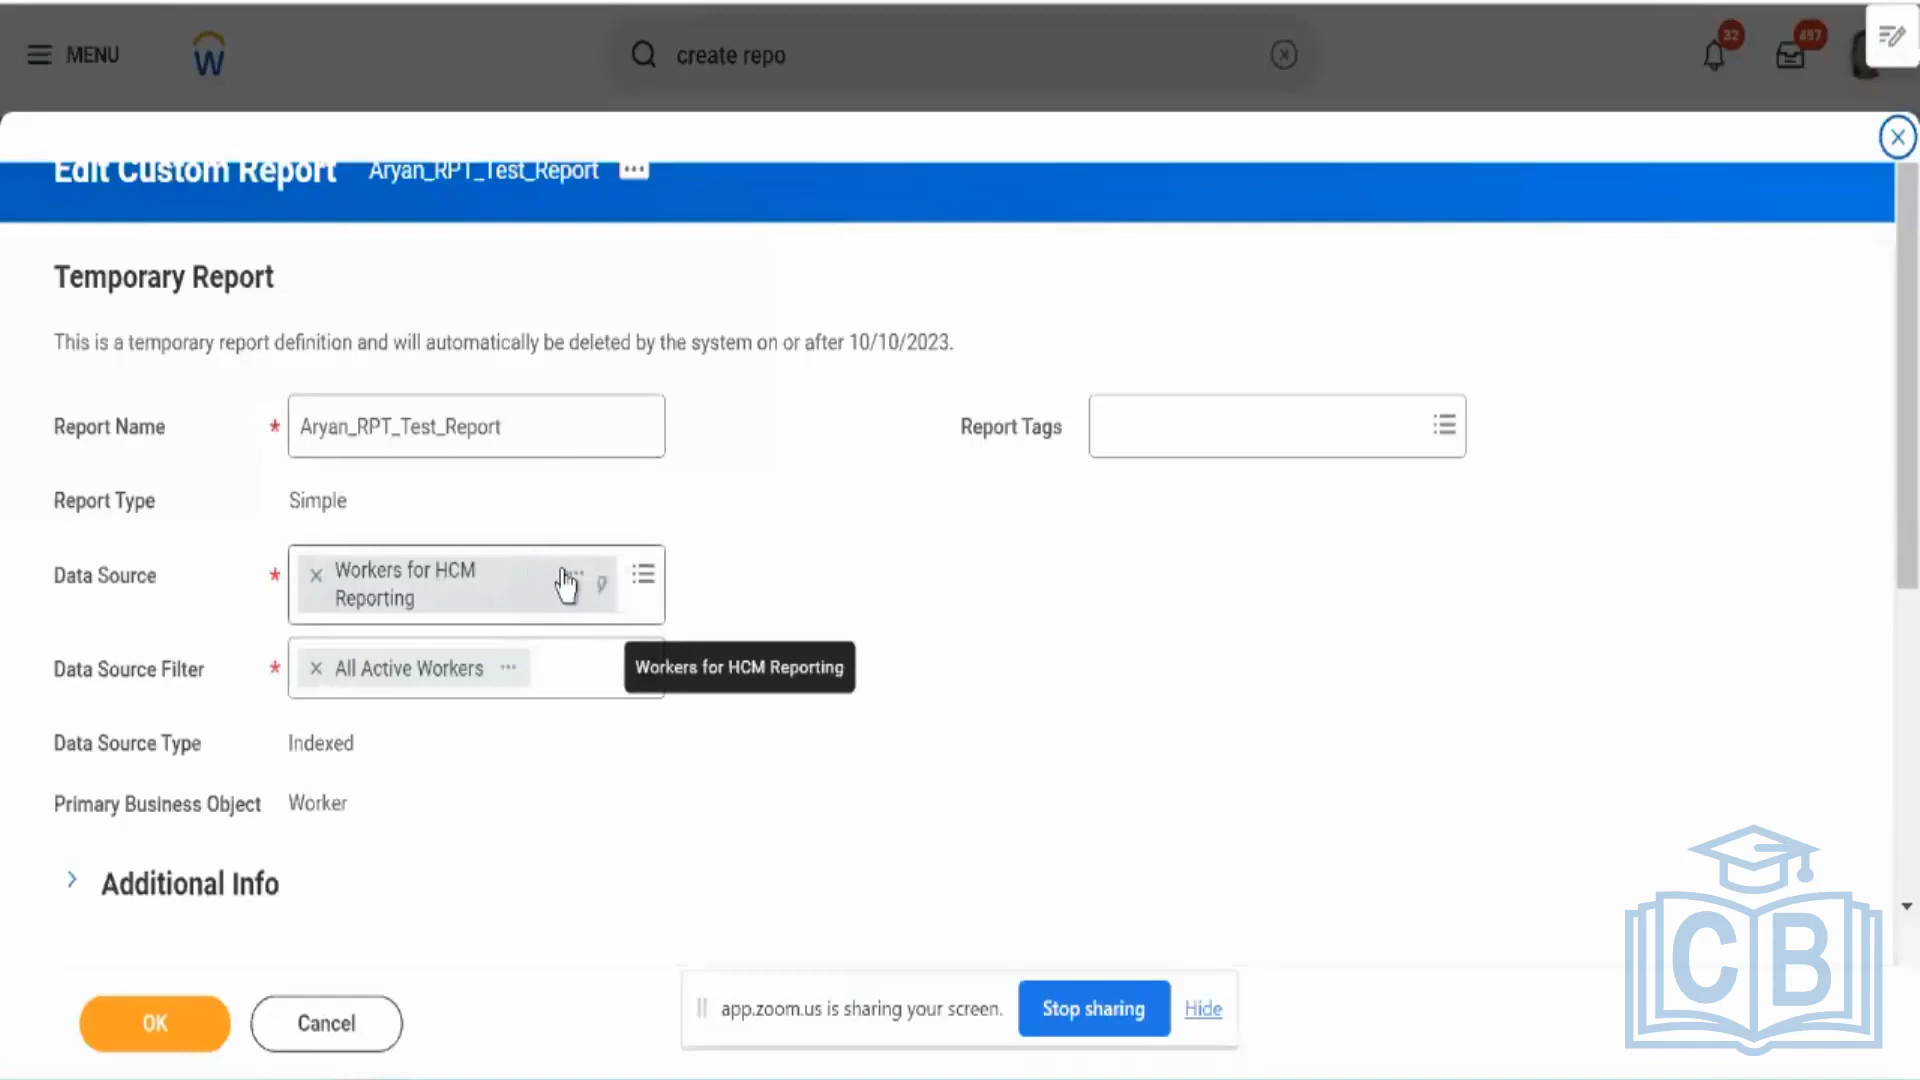 MENU
W
create repo
32
497
Edit Custom Report Aryan_RPT_Test_Report
Temporary Report
This is a temporary report definition and will automatically be deleted by the system on or after 10/10/2023.
Report Name * Aryan_RPT_Test_Report
Report Tags
Report Type Simple
Data Source * Workers for HCM
Reporting
Data Source Filter * All Active Workers
Workers for HCM Reporting
Data Source Type Indexed
Primary Business Object Worker
Additional Info
OK
Cancel
app.zoom.us is sharing your screen. Stop sharing Hide
CB